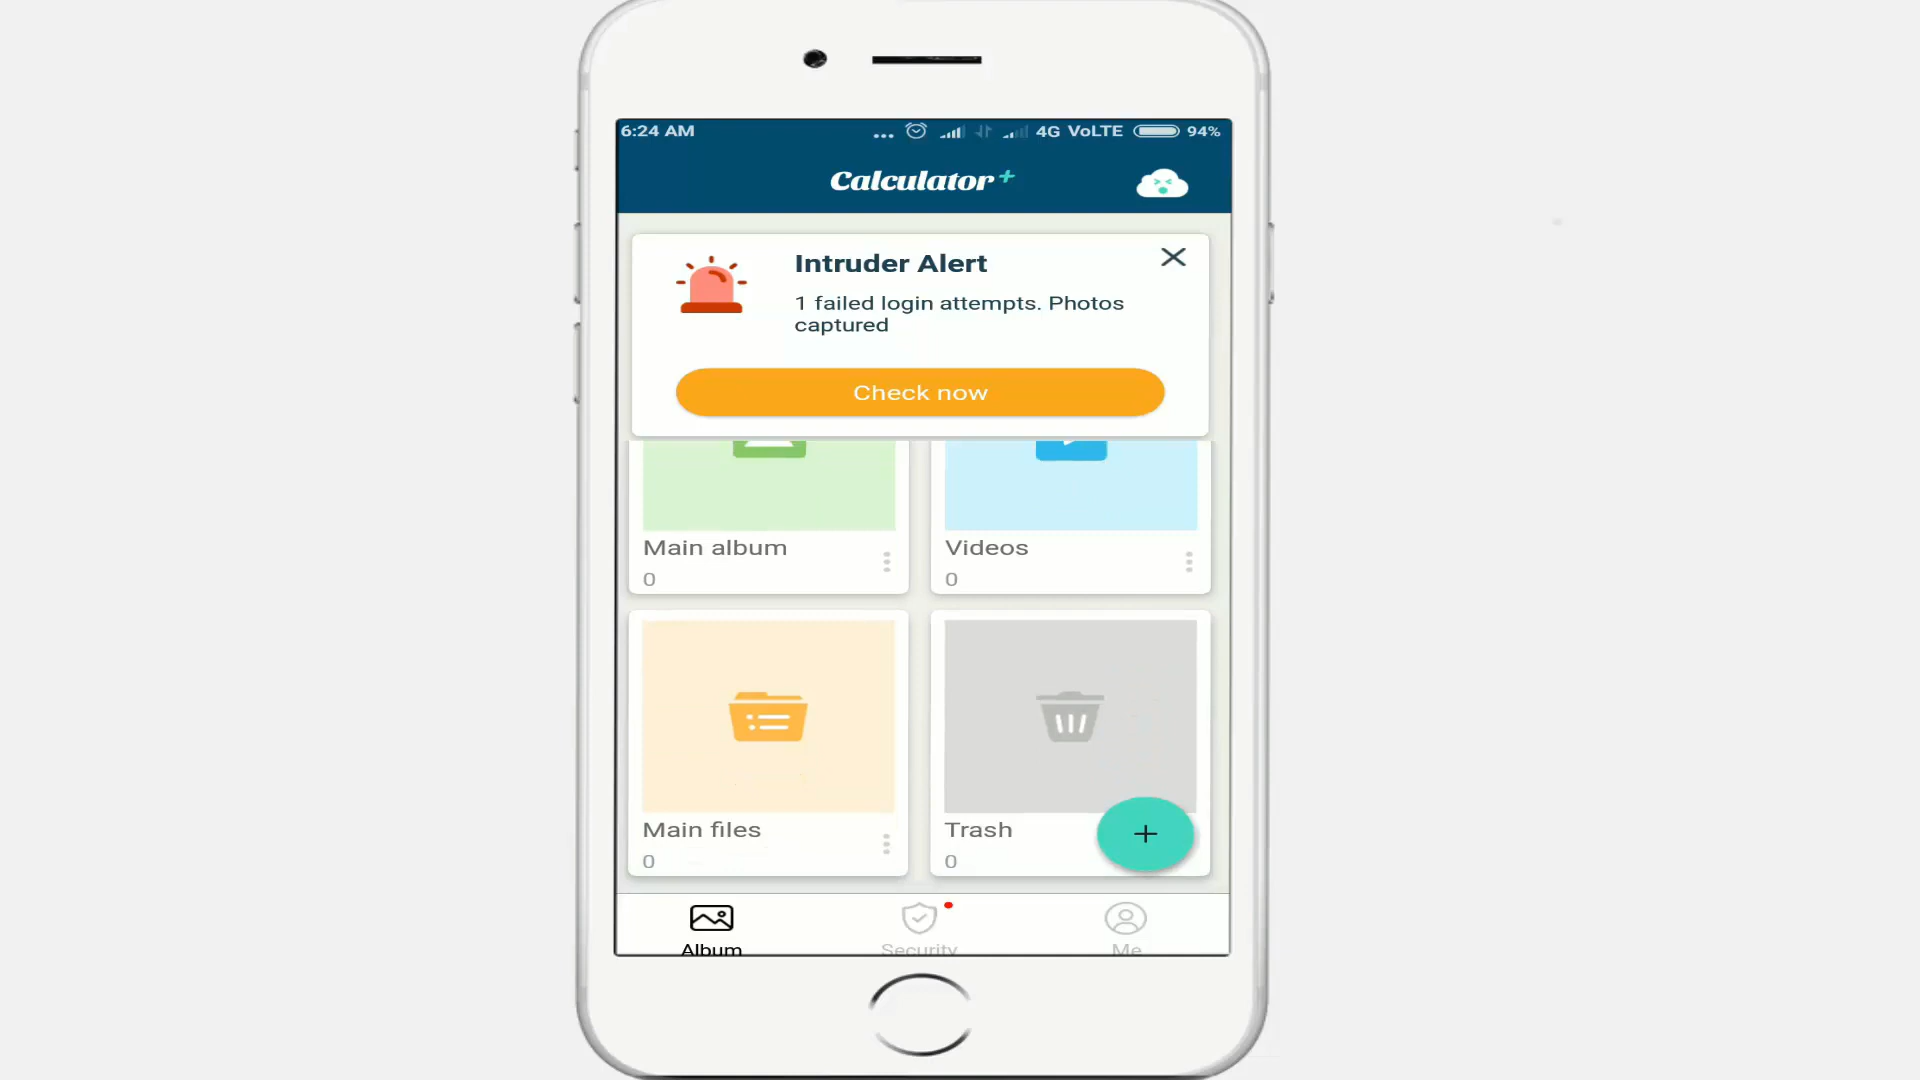 6:24 AM ... 4G VoLTE 94%
Calculator+
Intruder Alert
1 failed login attempts. Photos
captured
Check now
Main album
0
Videos
0
Main files
0
Trash
0
+
Album
Security
Me